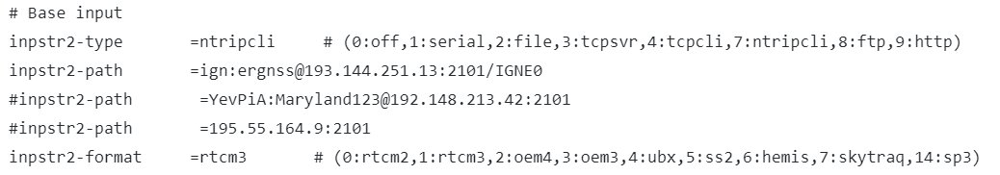 # Base input
inpstr2-type       =ntripcli     # (0:off,1:serial,2:file,3:tcpsvr,4:tcpcli,7:ntripcli,8:ftp,9:http)
inpstr2-path       =ign:ergnss@193.144.251.13:2101/IGNE0
#inpstr2-path       =YevPiA:Maryland123@192.148.213.42:2101
#inpstr2-path       =195.55.164.9:2101
inpstr2-format     =rtcm3       # (0:rtcm2,1:rtcm3,2:oem4,3:oem3,4:ubx,5:ss2,6:hemis,7:skytraq,14:sp3)